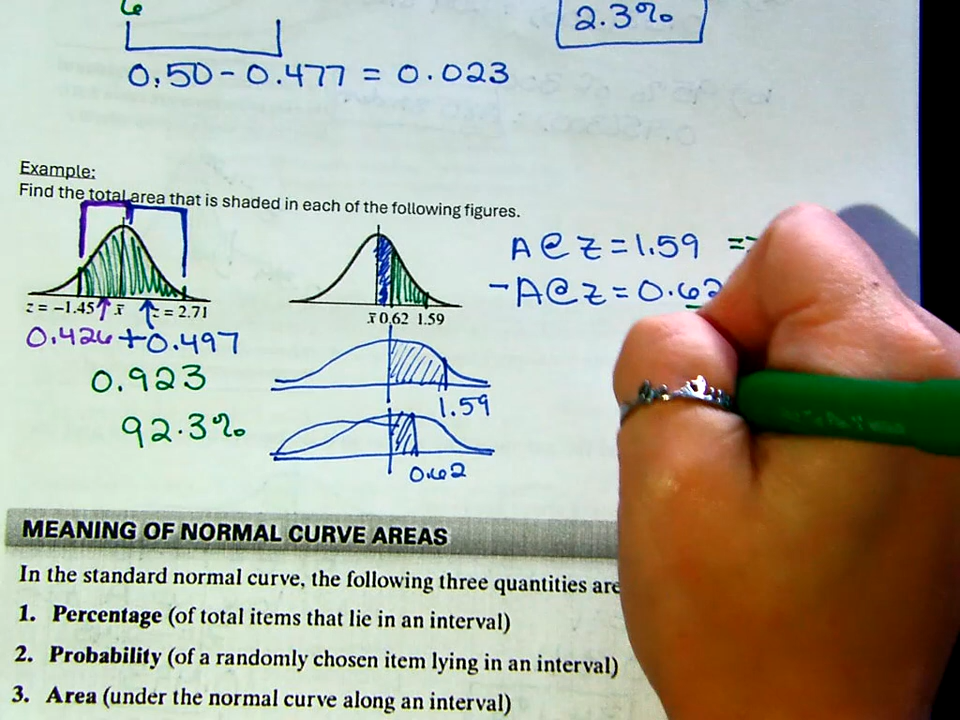 2.3%
0.50 - 0.477 = 0.023
Example:
Find the total area that is shaded in each of the following figures.
A @ Z = 1.59 =>
- A @ Z = 0.62
z = -1.45 x̄ z = 2.71
x̄ 0.62 1.59
0.426 + 0.497
0.923
92.3%
1.59
0.62
MEANING OF NORMAL CURVE AREAS
In the standard normal curve, the following three quantities are
1. Percentage (of total items that lie in an interval)
2. Probability (of a randomly chosen item lying in an interval)
3. Area (under the normal curve along an interval)